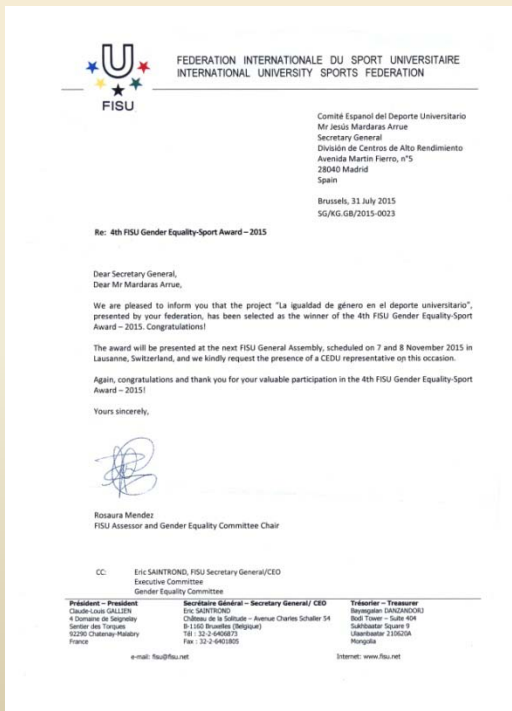 FISU
FEDERATION INTERNATIONALE DU SPORT UNIVERSITAIRE
INTERNATIONAL UNIVERSITY SPORTS FEDERATION
Comité Espanol del Deporte Universitario
Mr Jesús Mardaras Arrue
Secretary General
División de Centros de Alto Rendimiento
Avenida Martin Fierro, n°5
28040 Madrid
Spain
Brussels, 31 July 2015
SG/KG.GB/2015-0023
Re: 4th FISU Gender Equality-Sport Award – 2015
Dear Secretary General,
Dear Mr Mardaras Arrue,
We are pleased to inform you that the project "La igualdad de género en el deporte universitario",
presented by your federation, has been selected as the winner of the 4th FISU Gender Equality-Sport
Award – 2015. Congratulations!
The award will be presented at the next FISU General Assembly, scheduled on 7 and 8 November 2015 in
Lausanne, Switzerland, and we kindly request the presence of a CEDU representative on this occasion.
Again, congratulations and thank you for your valuable participation in the 4th FISU Gender Equality-Sport
Award – 2015!
Yours sincerely,
Rosaura Mendez
FISU Assessor and Gender Equality Committee Chair
CC: Eric SAINTROND, FISU Secretary General/CEO
Executive Committee
Gender Equality Committee
Président – President
Claude-Louis GALLIEN
4 Domaine de Seignelay
Sentier des Torques
92290 Chatenay-Malabry
France
Secrétaire Général – Secretary General/ CEO
Eric SAINTROND
Château de la Solitude – Avenue Charles Schaller 54
B-1160 Bruxelles (Belgique)
Tél : 32-2-6406873
Fax : 32-2-6401805
Trésorier – Treasurer
Bayasgalan DANZANDORJ
Bodi Tower – Suite 404
Sukhbaatar Square 9
Ulaanbaatar 210620A
Mongolia
e-mail: fisu@fisu.net
Internet: www.fisu.net